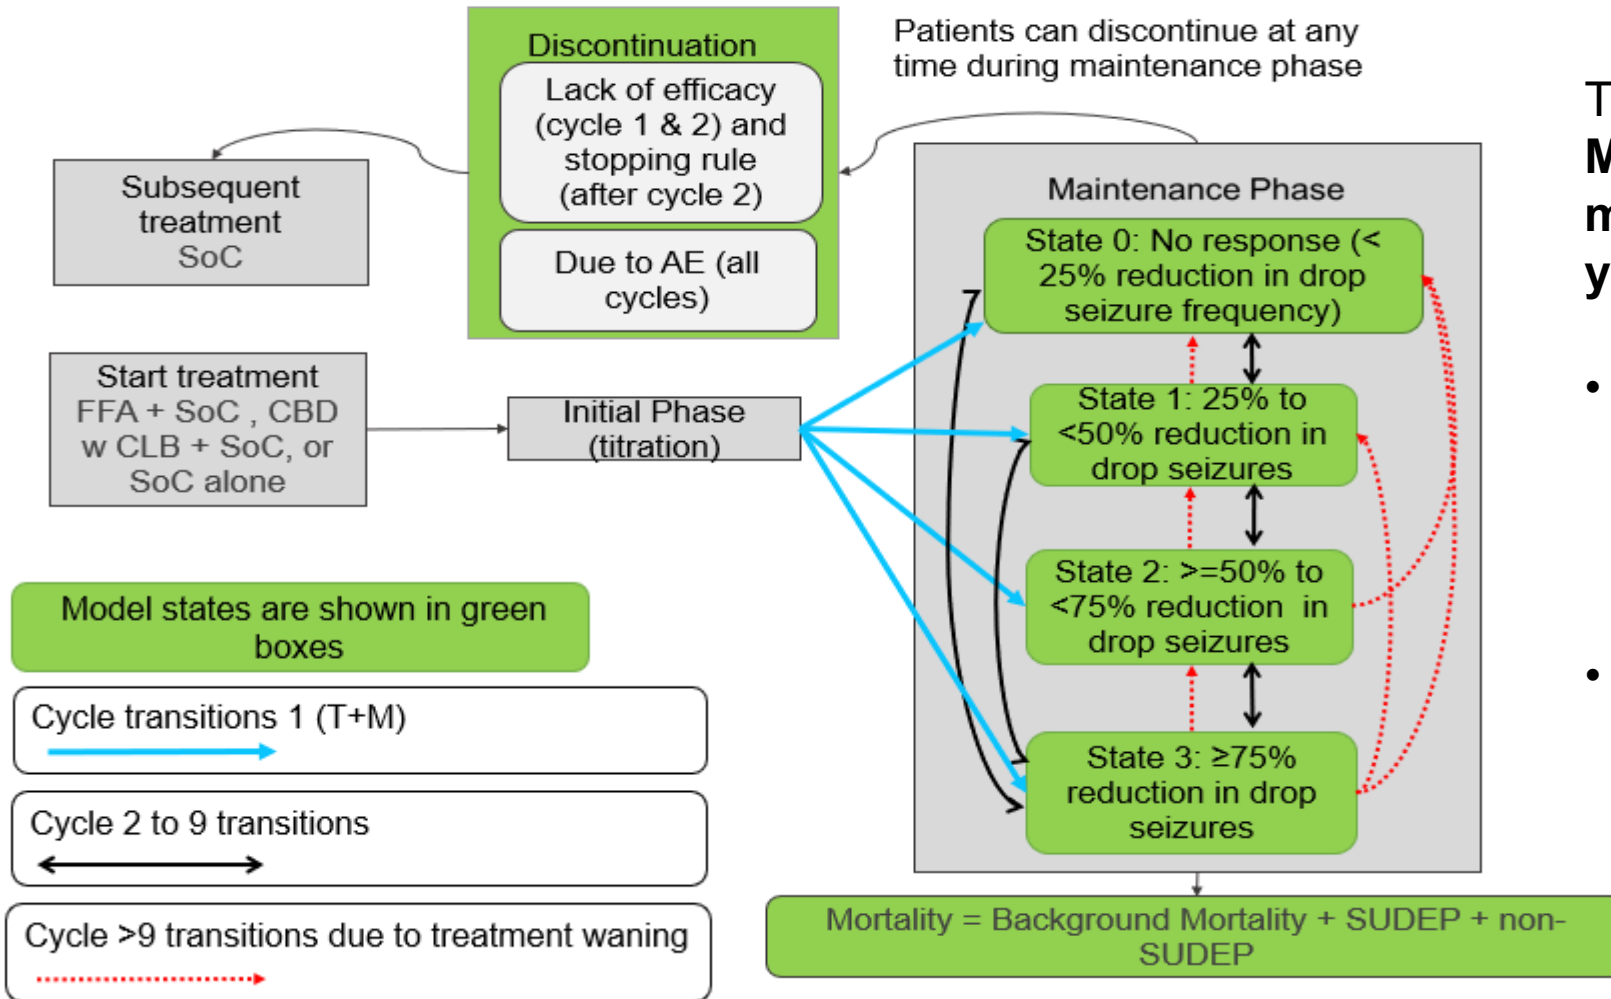 Discontinuation
Lack of efficacy
(cycle 1 & 2) and
stopping rule
(after cycle 2)
Due to AE (all
cycles)
Patients can discontinue at any
time during maintenance phase
Subsequent
treatment
SoC
Start treatment
FFA + SoC , CBD
w CLB + SoC, or
SoC alone
Initial Phase
(titration)
Maintenance Phase
State 0: No response (<
25% reduction in drop
seizure frequency)
State 1: 25% to
<50% reduction in
drop seizures
State 2: >=50% to
<75% reduction in
drop seizures
State 3: ≥75%
reduction in drop
seizures
Mortality = Background Mortality + SUDEP + non-
SUDEP
Model states are shown in green
boxes
Cycle transitions 1 (T+M)
Cycle 2 to 9 transitions
Cycle >9 transitions due to treatment waning